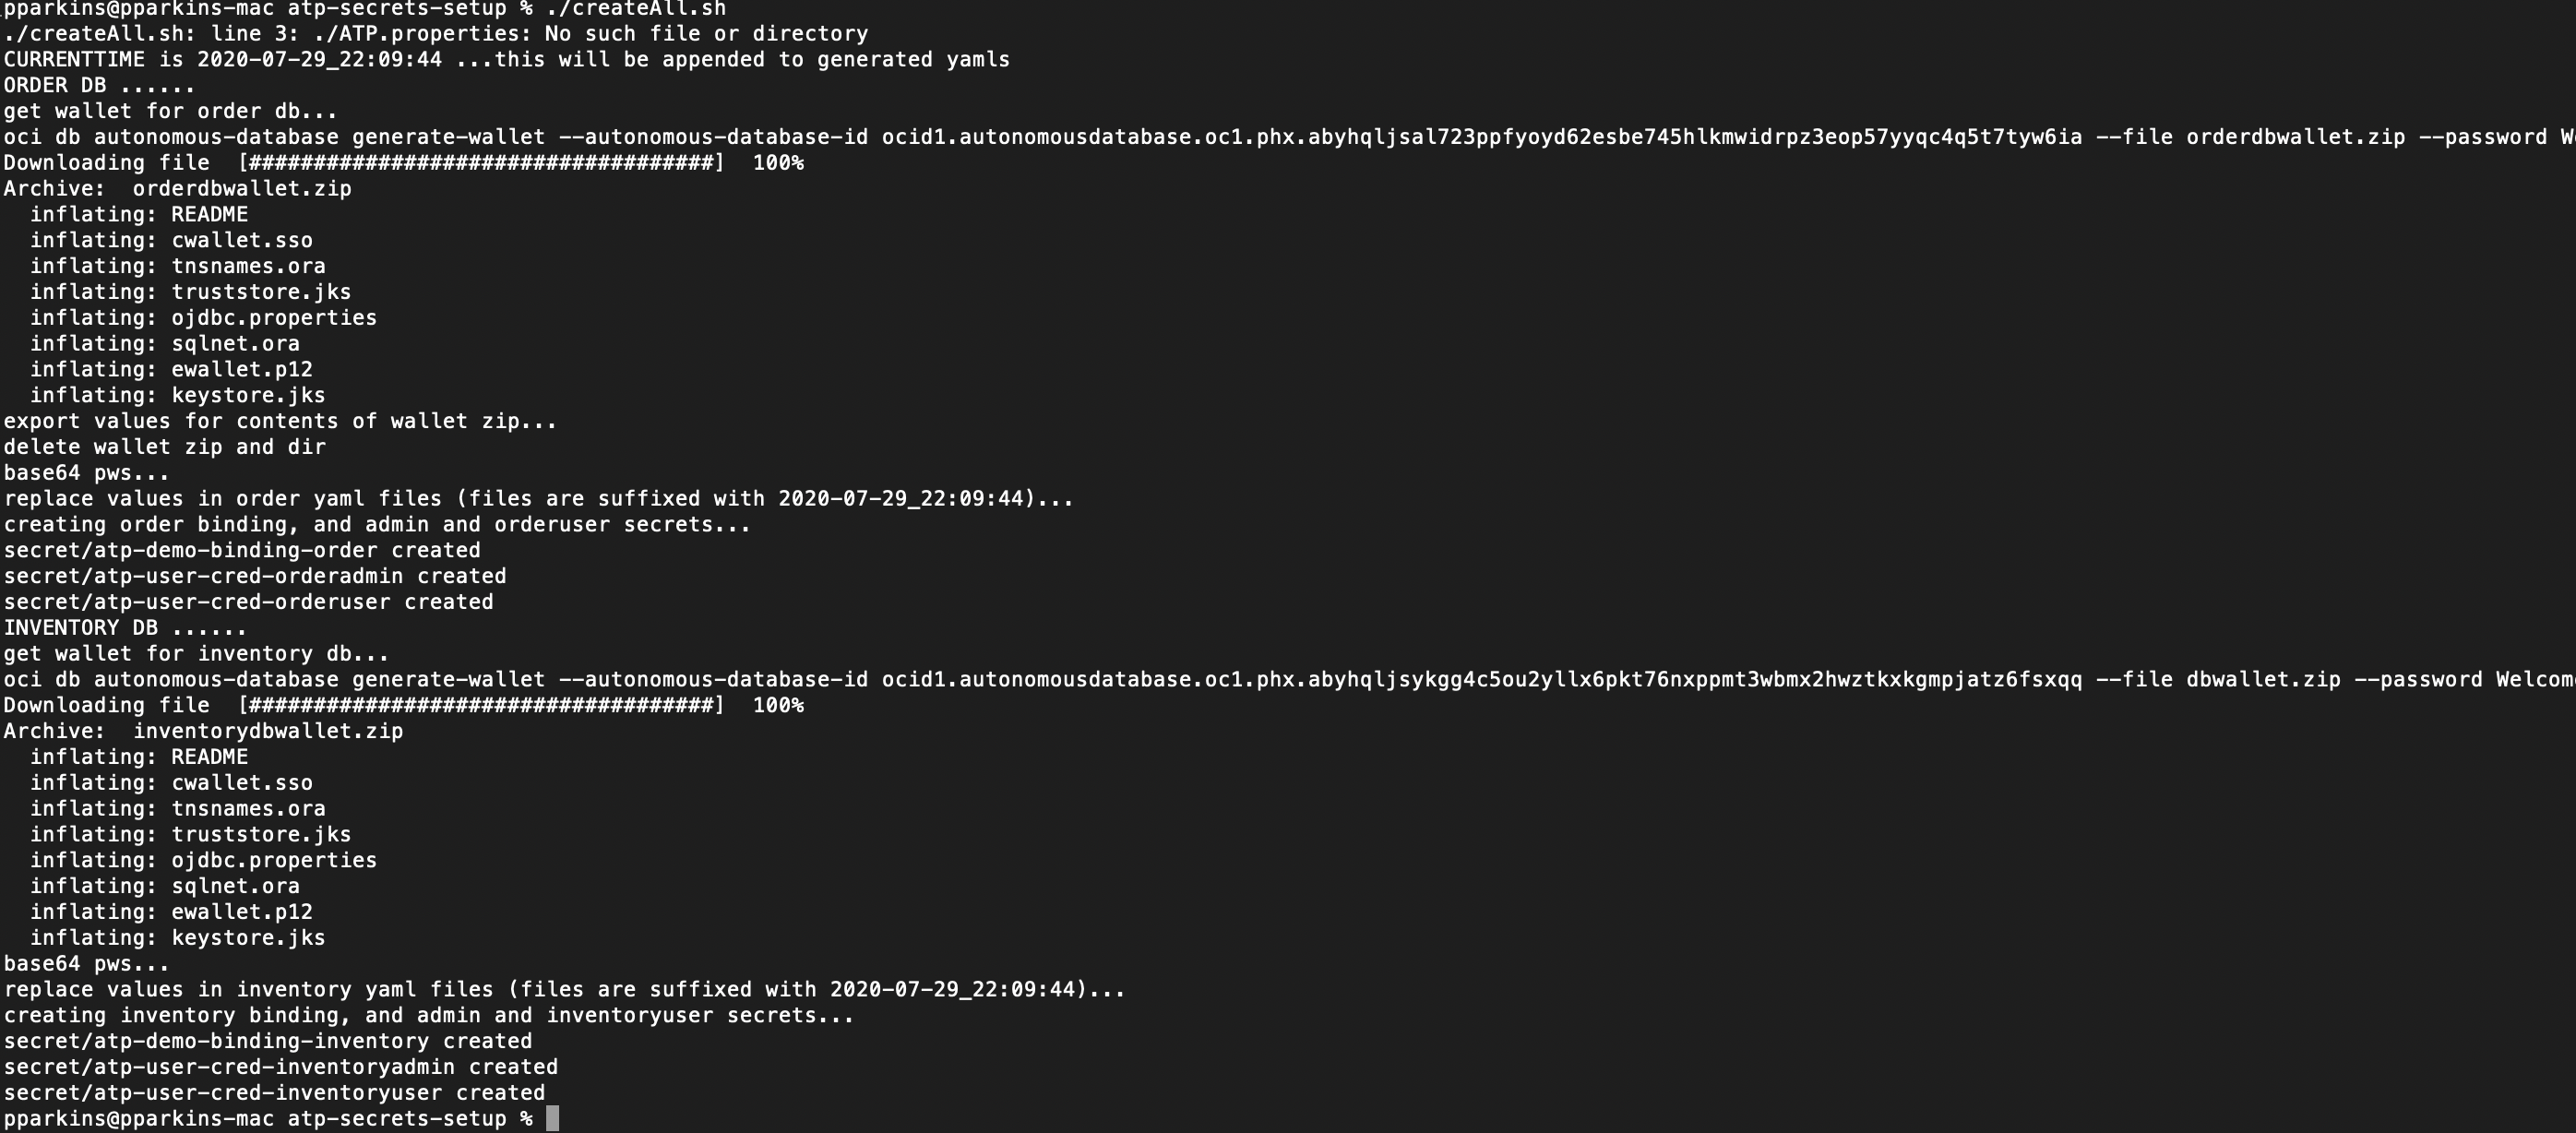 pparkins@pparkins-mac atp-secrets-setup % ./createAll.sh
./createAll.sh: line 3: ./ATP.properties: No such file or directory
CURRENTTIME is 2020-07-29_22:09:44 ...this will be appended to generated yamls
ORDER DB ......
get wallet for order db...
oci db autonomous-database generate-wallet --autonomous-database-id ocid1.autonomousdatabase.oc1.phx.abyhqljsal723ppfyoyd62esbe745hlkmwidrpz3eop57yyqc4q5t7tyw6ia --file orderdbwallet.zip --password W
Downloading file  [####################################]  100%
Archive:  orderdbwallet.zip
  inflating: README
  inflating: cwallet.sso
  inflating: tnsnames.ora
  inflating: truststore.jks
  inflating: ojdbc.properties
  inflating: sqlnet.ora
  inflating: ewallet.p12
  inflating: keystore.jks
export values for contents of wallet zip...
delete wallet zip and dir
base64 pws...
replace values in order yaml files (files are suffixed with 2020-07-29_22:09:44)...
creating order binding, and admin and orderuser secrets...
secret/atp-demo-binding-order created
secret/atp-user-cred-orderadmin created
secret/atp-user-cred-orderuser created
INVENTORY DB ......
get wallet for inventory db...
oci db autonomous-database generate-wallet --autonomous-database-id ocid1.autonomousdatabase.oc1.phx.abyhqljsykgg4c5ou2yllx6pkt76nxppmt3wbmx2hwztkxkgmpjatz6fsxqq --file dbwallet.zip --password Welcom
Downloading file  [####################################]  100%
Archive:  inventorydbwallet.zip
  inflating: README
  inflating: cwallet.sso
  inflating: tnsnames.ora
  inflating: truststore.jks
  inflating: ojdbc.properties
  inflating: sqlnet.ora
  inflating: ewallet.p12
  inflating: keystore.jks
base64 pws...
replace values in inventory yaml files (files are suffixed with 2020-07-29_22:09:44)...
creating inventory binding, and admin and inventoryuser secrets...
secret/atp-demo-binding-inventory created
secret/atp-user-cred-inventoryadmin created
secret/atp-user-cred-inventoryuser created
pparkins@pparkins-mac atp-secrets-setup %